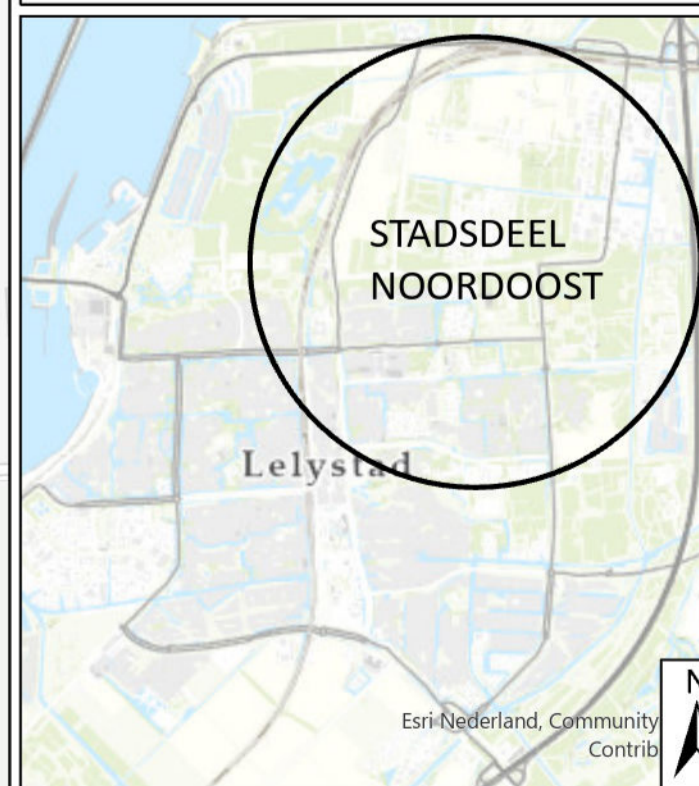 STADSDEEL
NOORDOOST
Lelystad
Esri Nederland, Community
Contrib
N